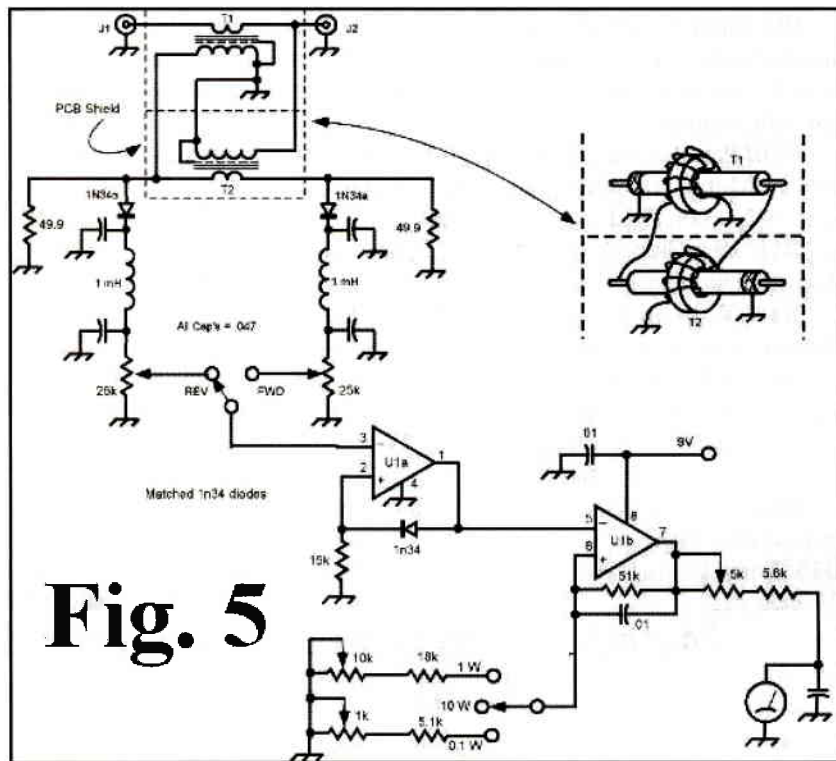 J1
T1
J2
PCB Shield
T2
1N34a
1N34a
49.9
49.9
1 mH
1 mH
All Cap's = .047
25k
REV
FWD
25k
T1
T2
Matched 1n34 diodes
3
-
U1a
1
2
+
4
1n34
15k
.01
9V
5
-
8
U1b
7
6
+
51k
.01
5k
5.6k
Fig. 5
10k
18k
1 W
10 W
1k
5.1k
0.1 W